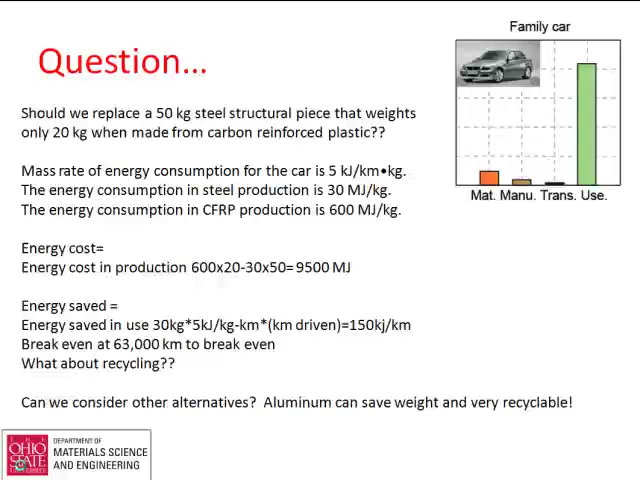 Family car
Question...
Should we replace a 50 kg steel structural piece that weights
only 20 kg when made from carbon reinforced plastic??
Mass rate of energy consumption for the car is 5 kJ/km•kg.
The energy consumption in steel production is 30 MJ/kg.
The energy consumption in CFRP production is 600 MJ/kg.
Mat. Manu. Trans. Use.
Energy cost=
Energy cost in production 600x20-30x50= 9500 MJ
Energy saved =
Energy saved in use 30kg*5kJ/kg-km*(km driven)=150kj/km
Break even at 63,000 km to break even
What about recycling??
Can we consider other alternatives? Aluminum can save weight and very recyclable!
THE
OHIO
STATE
UNIVERSITY
DEPARTMENT OF
MATERIALS SCIENCE
AND ENGINEERING